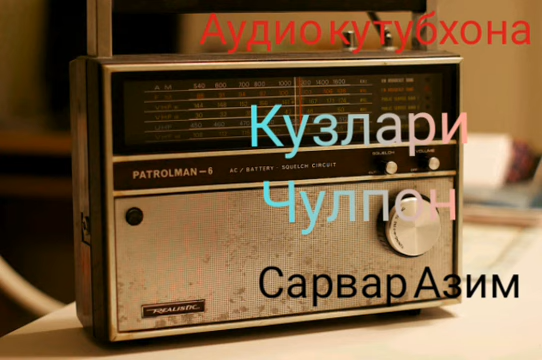 Аудио кутубхона
Кузлари
PATROLMAN–6 AC / BATTERY · SQUELCH CIRCUIT
Чулпон
Сарвар Азим
REALISTIC